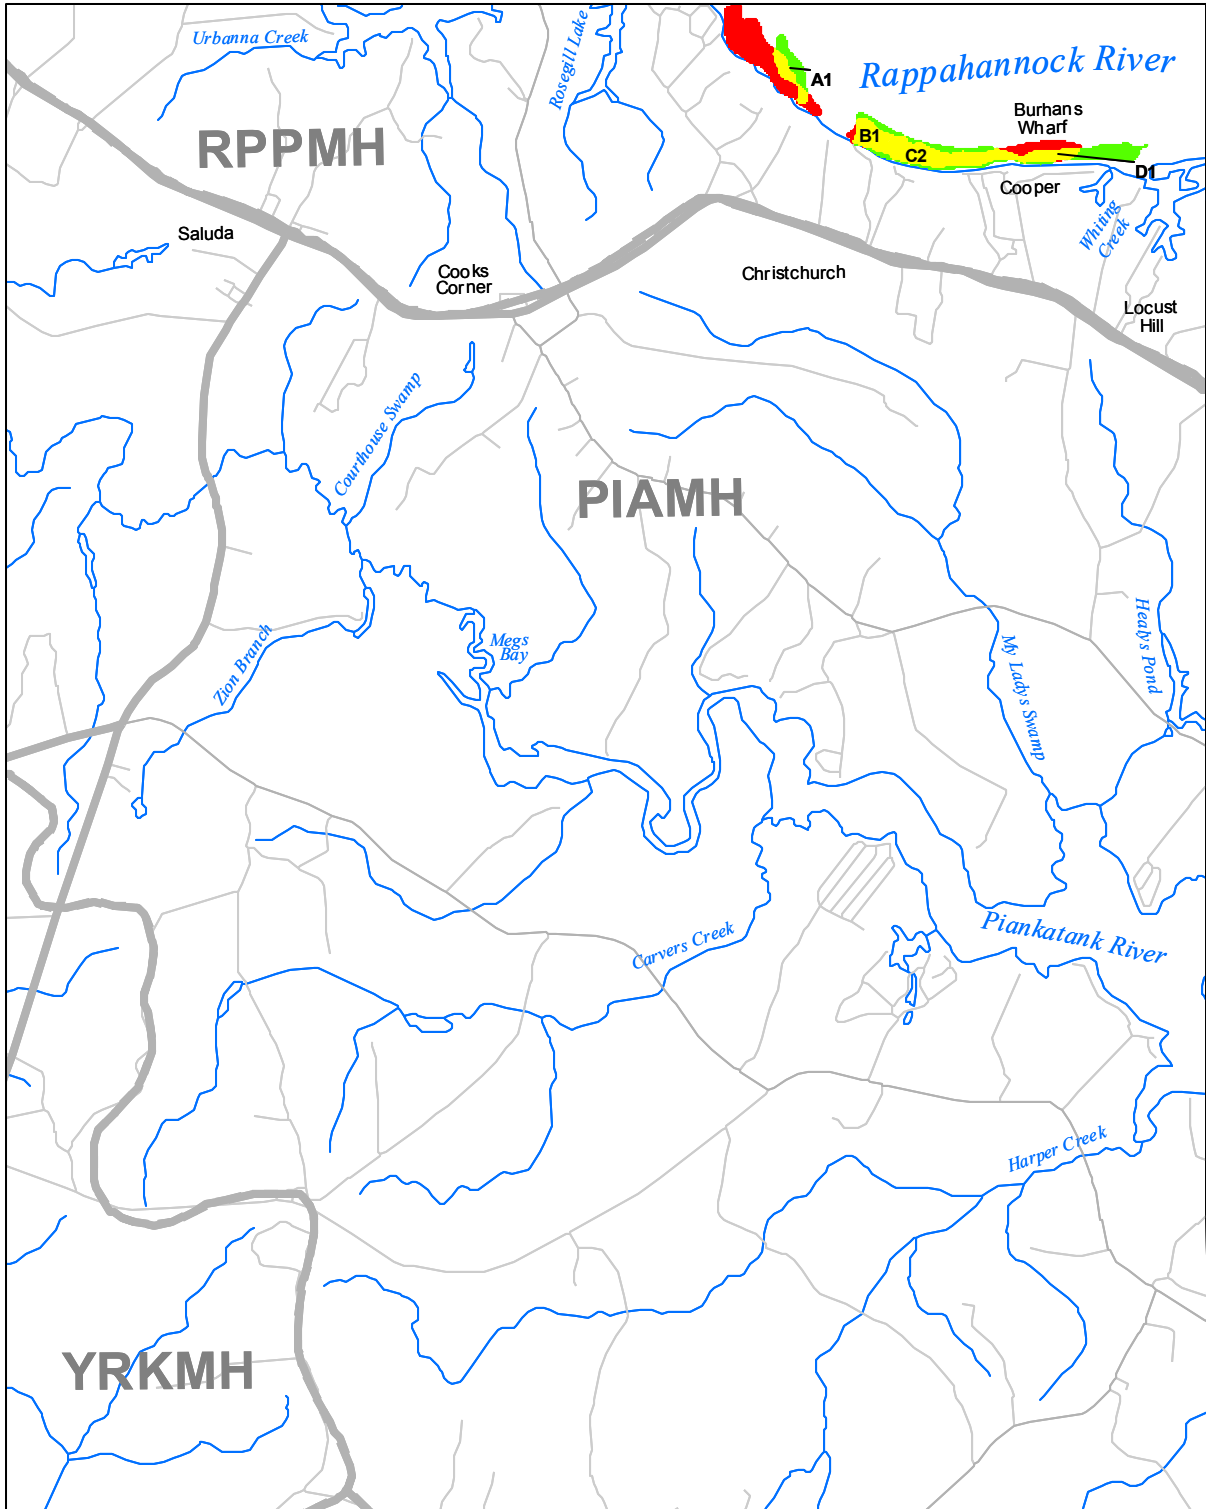 Urbanna Creek
Rosegill Lake
Rappahannock River
A1
RPPMH
B1
C2
Burhans
Wharf
D1
Cooper
Whiting
Creek
Saluda
Cooks
Corner
Christchurch
Locust
Hill
Courthouse Swamp
PIAMH
Zion Branch
Megs
Bay
My Ladys Swamp
Healys Pond
Carvers Creek
Piankatank River
Harper Creek
YRKMH